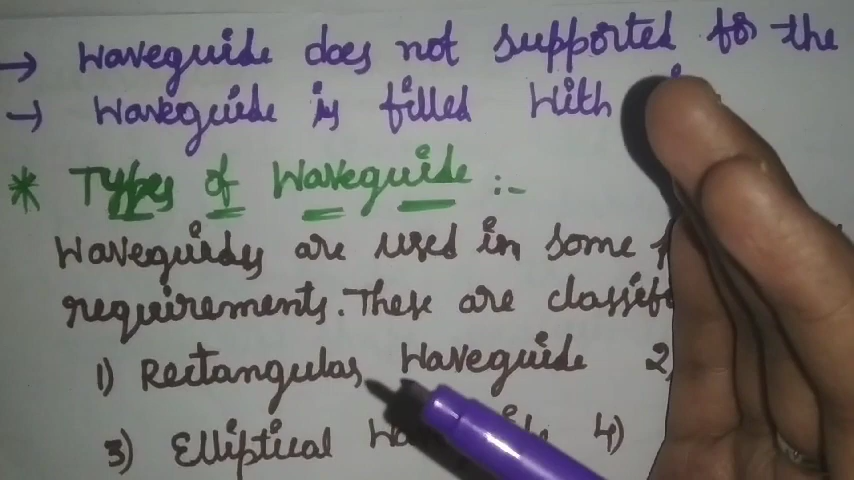 → Waveguide does not supported for the
→ Waveguide is filled with
* Types of Waveguide :-
Waveguides are used in some
requirements. These are
1) Rectangular Waveguide 2)
3) Elliptical 4)